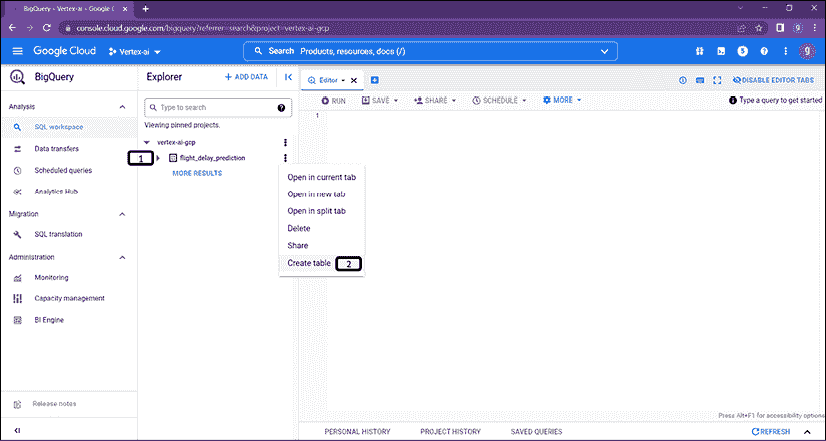 BigQuery - Vertex-ai - Google C
console.cloud.google.com/bigquery?referrer=search&project=vertex-ai-gcp
g
Google Cloud
Vertex-ai
Search Products, resources, docs (/)
5
g
BigQuery
Analysis
SQL workspace
Data transfers
Scheduled queries
Analytics Hub
Migration
SQL translation
Administration
Monitoring
Capacity management
BI Engine
Release notes
Explorer
+ ADD DATA
Type to search
Viewing pinned projects.
vertex-ai-gcp
1
flight_delay_prediction
MORE RESULTS
Open in current tab
Open in new tab
Open in split tab
Delete
Share
Create table
2
Editor
DISABLE EDITOR TABS
RUN
SAVE
SHARE
SCHEDULE
MORE
Type a query to get started
1
Press Alt+F1 for accessibility options
PERSONAL HISTORY
PROJECT HISTORY
SAVED QUERIES
REFRESH